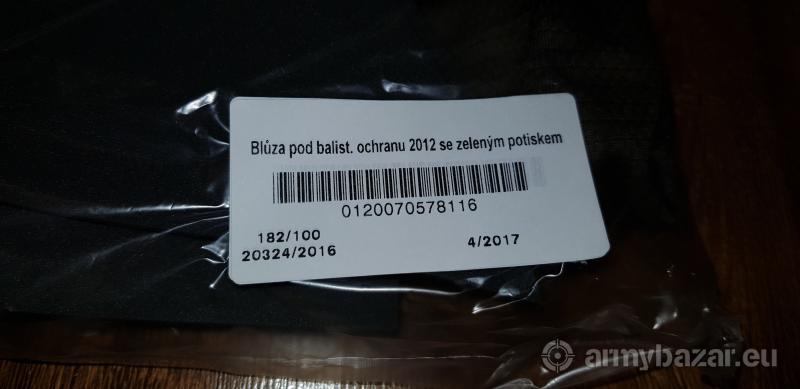 Blůza pod balist. ochranu 2012 se zeleným potiskem
0120070578116
182/100
20324/2016
4/2017
armybazar.eu